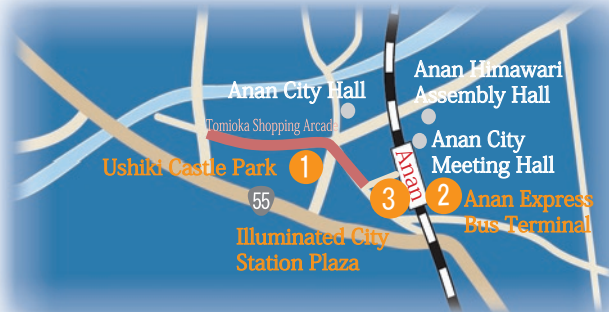 Anan Himawari
Assembly Hall
Anan City Hall
Tomioka Shopping Arcade
Anan City
Meeting Hall
Ushiki Castle Park
1
Anan
3
2
Anan Express
Bus Terminal
55
Illuminated City
Station Plaza